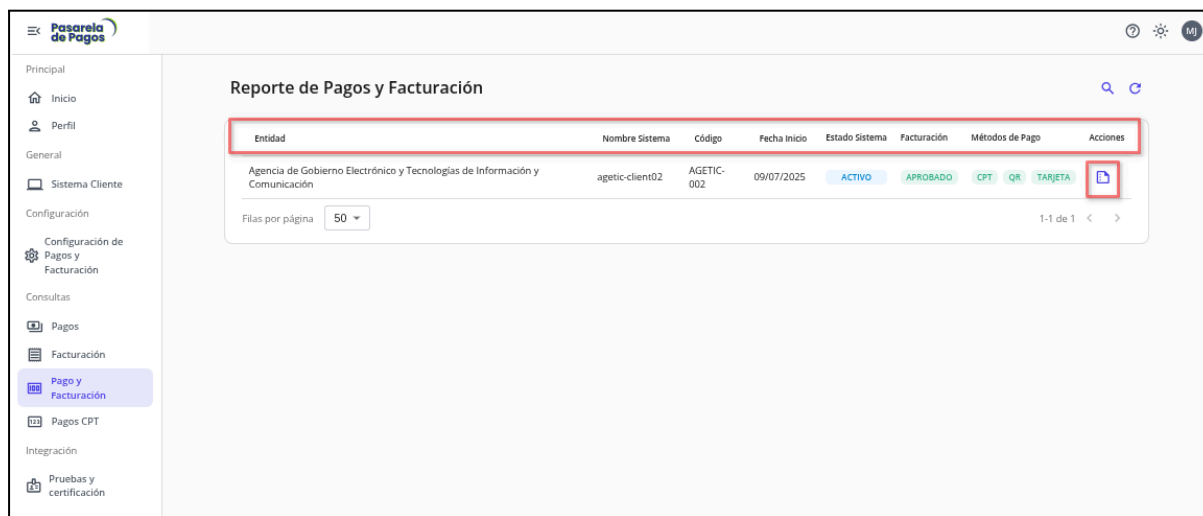 Pasarela
de Pagos
MJ
Principal
Inicio
Perfil
General
Sistema Cliente
Configuración
Configuración de
Pagos y
Facturación
Consultas
Pagos
Facturación
Pago y
Facturación
Pagos CPT
Integración
Pruebas y
certificación
Reporte de Pagos y Facturación
Entidad Nombre Sistema Código Fecha Inicio Estado Sistema Facturación Métodos de Pago Acciones
Agencia de Gobierno Electrónico y Tecnologías de Información y
Comunicación
agetic-client02
AGETIC-
002
09/07/2025
ACTIVO
APROBADO
CPT QR TARJETA
Filas por página 50
1-1 de 1